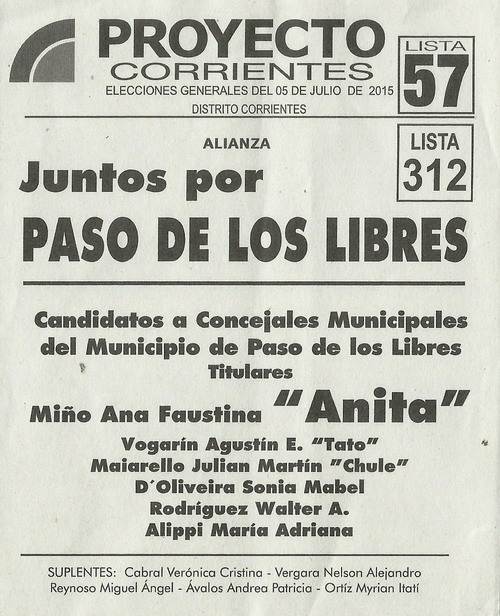 PROYECTO
CORRIENTES
ELECCIONES GENERALES DEL 05 DE JULIO DE 2015
DISTRITO CORRIENTES
LISTA
57
LISTA
312
ALIANZA
Juntos por
PASO DE LOS LIBRES
Candidatos a Concejales Municipales
del Municipio de Paso de los Libres
Titulares
Miño Ana Faustina "Anita"
Vogarín Agustín E. "Tato"
Maiarello Julian Martín "Chule"
D´Oliveira Sonia Mabel
Rodríguez Walter A.
Alippi María Adriana
SUPLENTES: Cabral Verónica Cristina - Vergara Nelson Alejandro
Reynoso Miguel Ángel - Ávalos Andrea Patricia - Ortíz Myrian Itatí